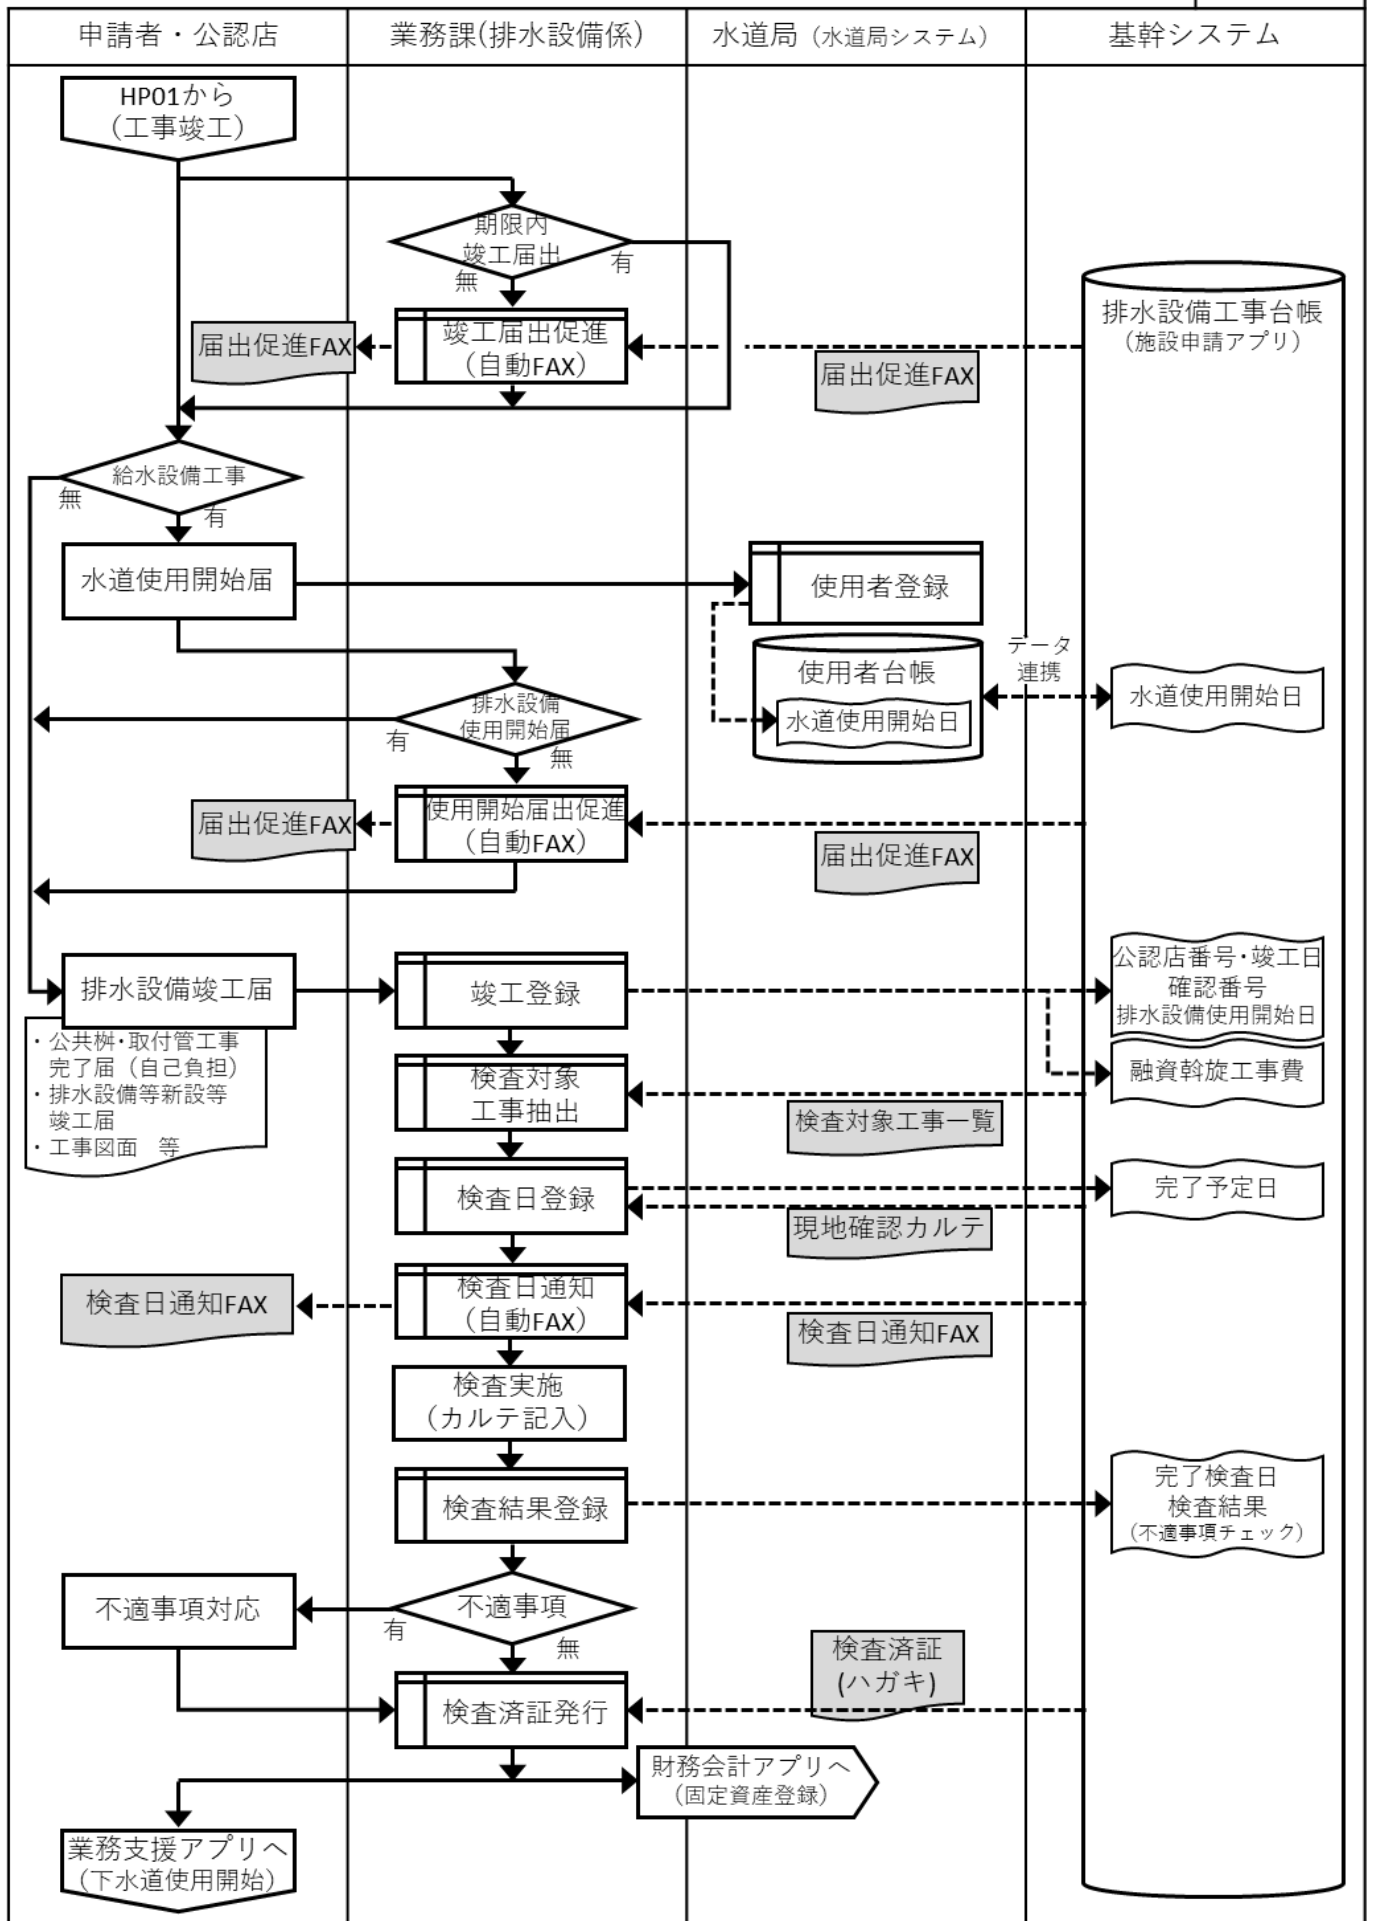 申請者・公認店
業務課(排水設備係)
水道局（水道局システム）
基幹システム
HP01から
（工事竣工）
期限内
竣工届出
無
有
排水設備工事台帳
（施設申請アプリ）
届出促進FAX
竣工届出促進
（自動FAX）
届出促進FAX
給水設備工事
無
有
水道使用開始届
使用者登録
データ
連携
使用者台帳
水道使用開始日
水道使用開始日
排水設備
使用開始届
有
無
届出促進FAX
使用開始届出促進
（自動FAX）
届出促進FAX
排水設備竣工届
竣工登録
公認店番号・竣工日
確認番号
排水設備使用開始日
・公共桝・取付管工事
完了届（自己負担）
・排水設備等新設等
竣工届
・工事図面　等
検査対象
工事抽出
融資斡旋工事費
検査対象工事一覧
検査日登録
完了予定日
現地確認カルテ
検査日通知FAX
検査日通知
（自動FAX）
検査日通知FAX
検査実施
（カルテ記入）
検査結果登録
完了検査日
検査結果
（不適事項チェック）
不適事項対応
不適事項
有
無
検査済証
(ハガキ)
検査済証発行
財務会計アプリへ
（固定資産登録）
業務支援アプリへ
（下水道使用開始）